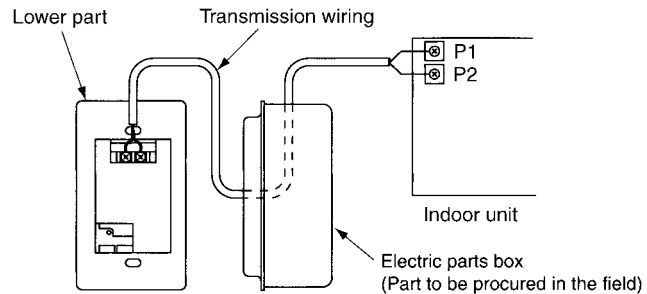 Lower part
Transmission wiring
P1
P2
Indoor unit
Electric parts box
(Part to be procured in the field)